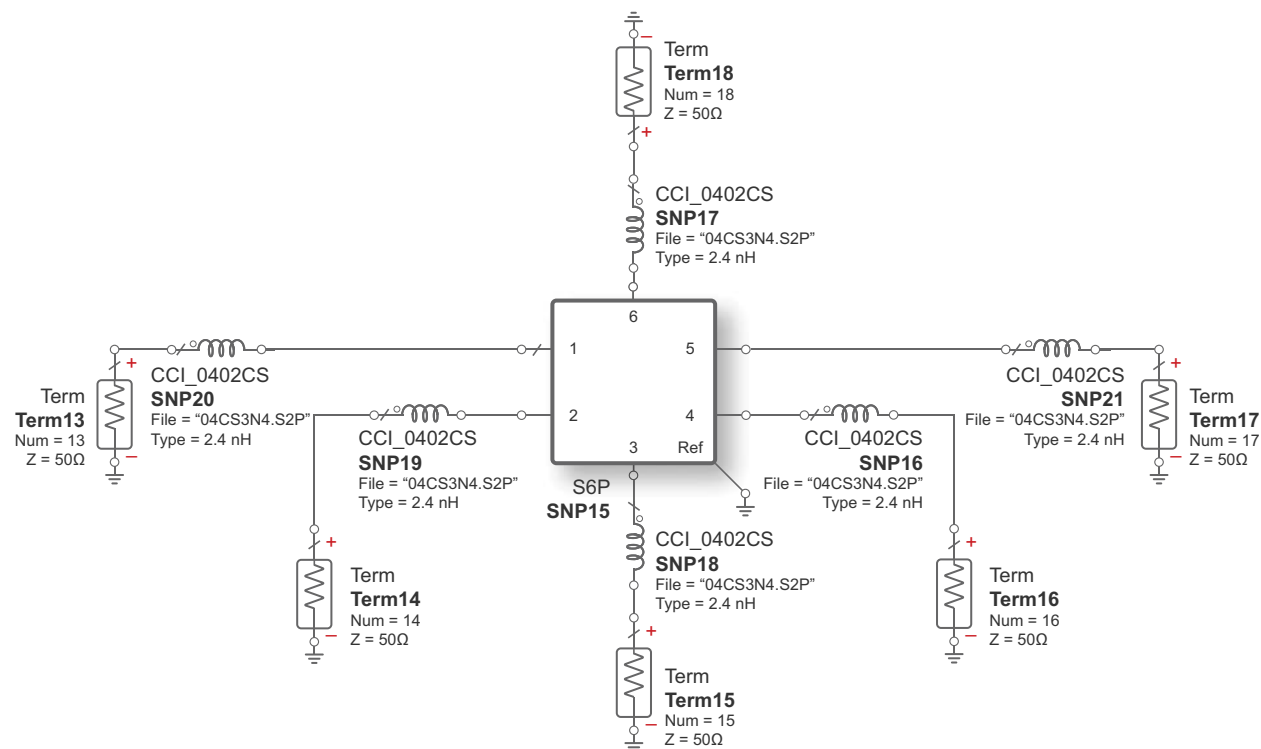 Term
Term18
Num = 18
Z = 50Ω
+
−
CCI_0402CS
SNP17
File = “04CS3N4.S2P”
Type = 2.4 nH
6
1
5
2
4
3
Ref
S6P
SNP15
+
CCI_0402CS
SNP20
File = “04CS3N4.S2P”
Type = 2.4 nH
Term
Term13
Num = 13
Z = 50Ω
−
CCI_0402CS
SNP19
File = “04CS3N4.S2P”
Type = 2.4 nH
+
Term
Term14
Num = 14
Z = 50Ω
−
CCI_0402CS
SNP18
File = “04CS3N4.S2P”
Type = 2.4 nH
+
Term
Term15
Num = 15
Z = 50Ω
−
CCI_0402CS
SNP16
File = “04CS3N4.S2P”
Type = 2.4 nH
+
Term
Term16
Num = 16
Z = 50Ω
−
CCI_0402CS
SNP21
File = “04CS3N4.S2P”
Type = 2.4 nH
+
Term
Term17
Num = 17
Z = 50Ω
−